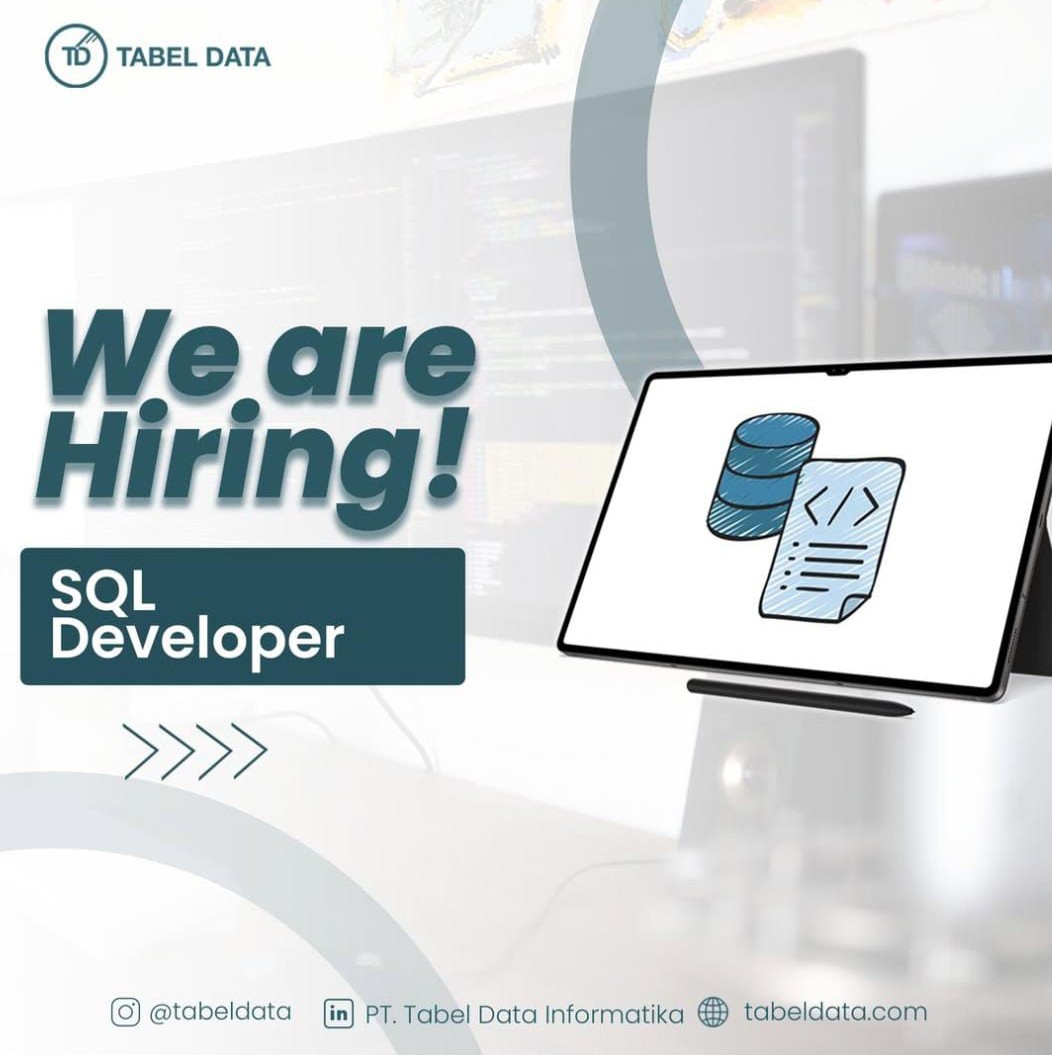 TD TABEL DATA
We are
Hiring!
SQL
Developer
</>
@tabeldata
in PT. Tabel Data Informatika
tabeldata.com